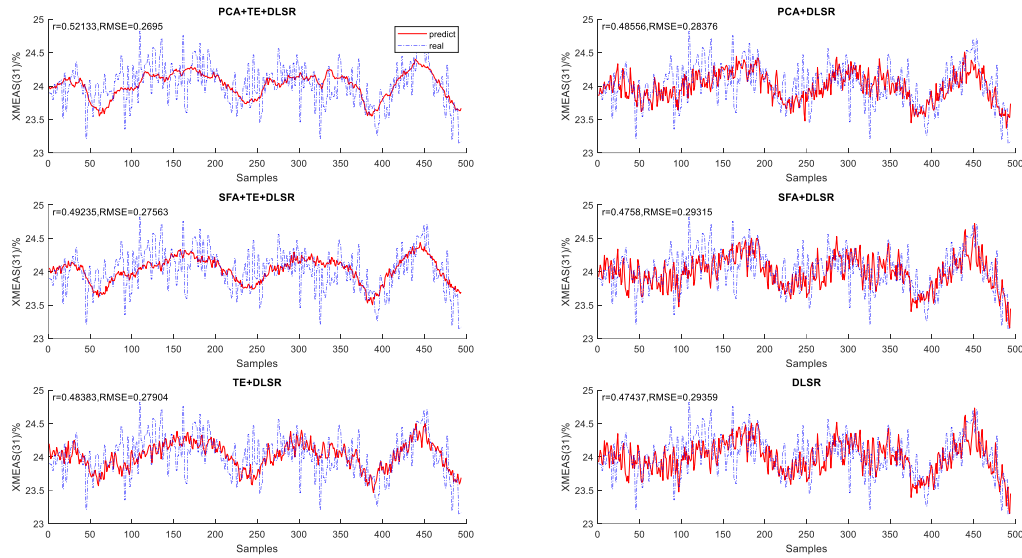 PCA+TE+DLSR
r=0.52133,RMSE=0.2695
predict
real
25
24.5
24
23.5
23
XMEAS(31)/%
0 50 100 150 200 250 300 350 400 450 500
Samples
PCA+DLSR
r=0.48556,RMSE=0.28376
25
24.5
24
23.5
23
XMEAS(31)/%
0 50 100 150 200 250 300 350 400 450 500
Samples
SFA+TE+DLSR
r=0.49235,RMSE=0.27563
25
24.5
24
23.5
23
XMEAS(31)/%
0 50 100 150 200 250 300 350 400 450 500
Samples
SFA+DLSR
r=0.4758,RMSE=0.29315
25
24.5
24
23.5
23
XMEAS(31)/%
0 50 100 150 200 250 300 350 400 450 500
Samples
TE+DLSR
r=0.48383,RMSE=0.27904
25
24.5
24
23.5
23
XMEAS(31)/%
0 50 100 150 200 250 300 350 400 450 500
Samples
DLSR
r=0.47437,RMSE=0.29359
25
24.5
24
23.5
23
XMEAS(31)/%
0 50 100 150 200 250 300 350 400 450 500
Samples